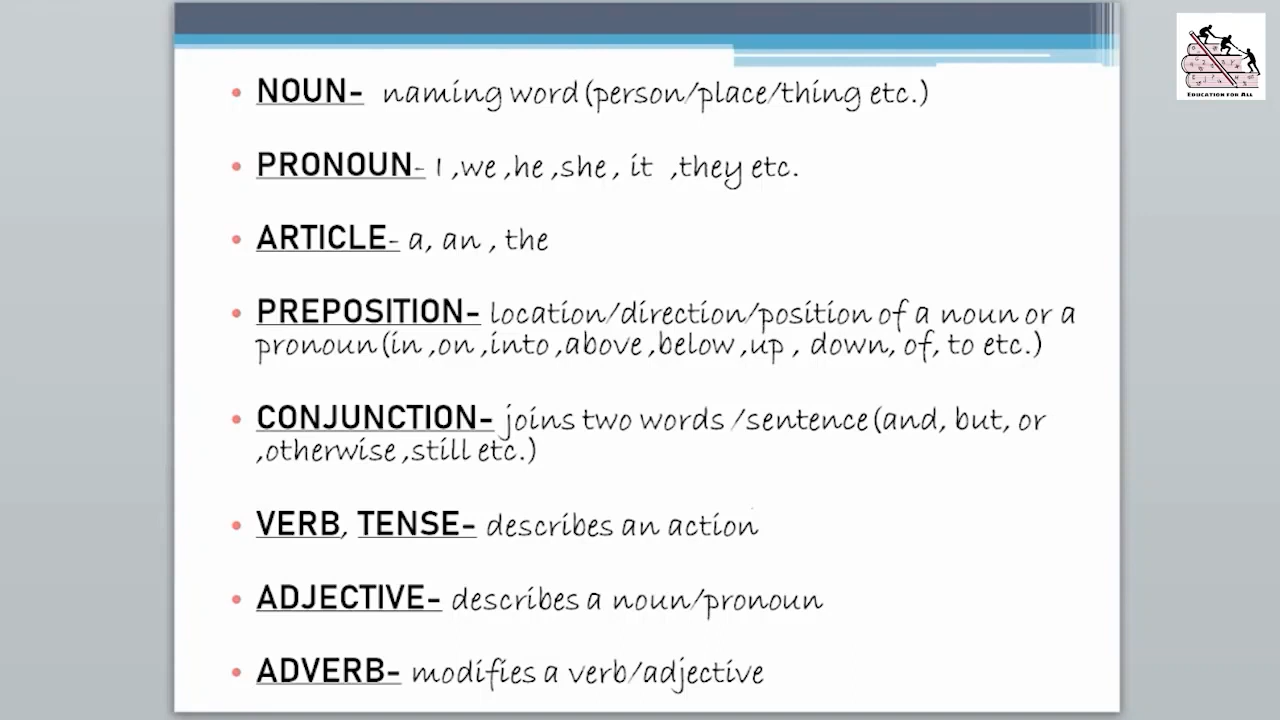 NOUN- naming word (person/place/thing etc.)
PRONOUN- I ,we ,he ,she , it ,they etc.
ARTICLE- a, an , the
PREPOSITION- location/direction/position of a noun or a
pronoun (in ,on ,into ,above ,below ,up , down, of, to etc.)
CONJUNCTION- joins two words /sentence (and, but, or
,otherwise ,still etc.)
VERB, TENSE- describes an action
ADJECTIVE- describes a noun/pronoun
ADVERB- modifies a verb/adjective
EDUCATION FOR ALL